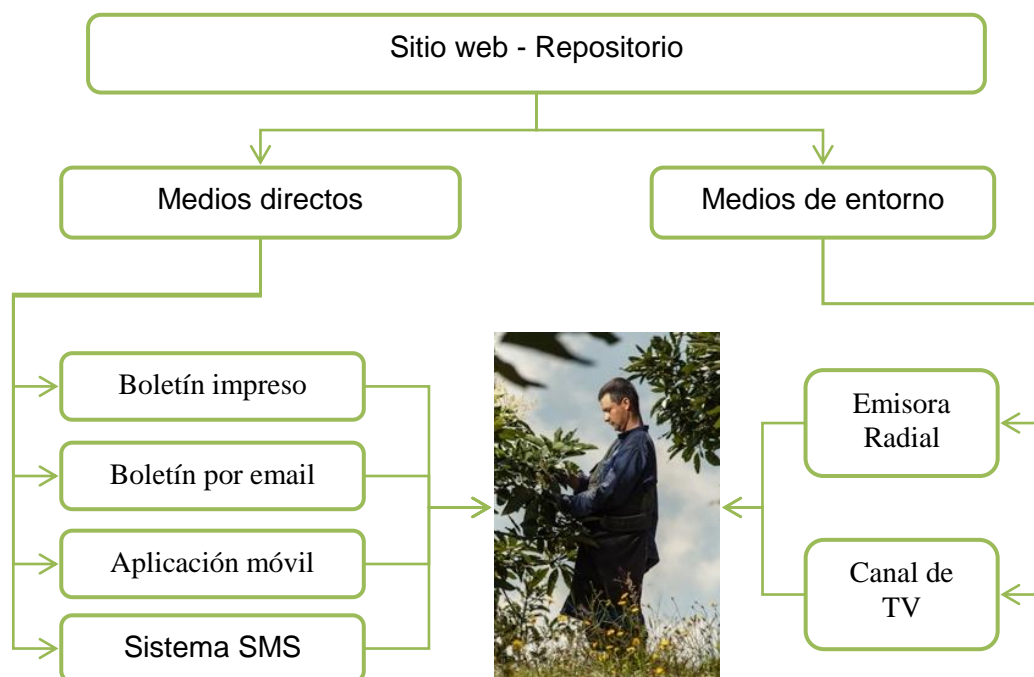 Sitio web - Repositorio
Medios directos
Medios de entorno
Boletín impreso
Boletín por email
Aplicación móvil
Sistema SMS
Emisora
Radial
Canal de
TV